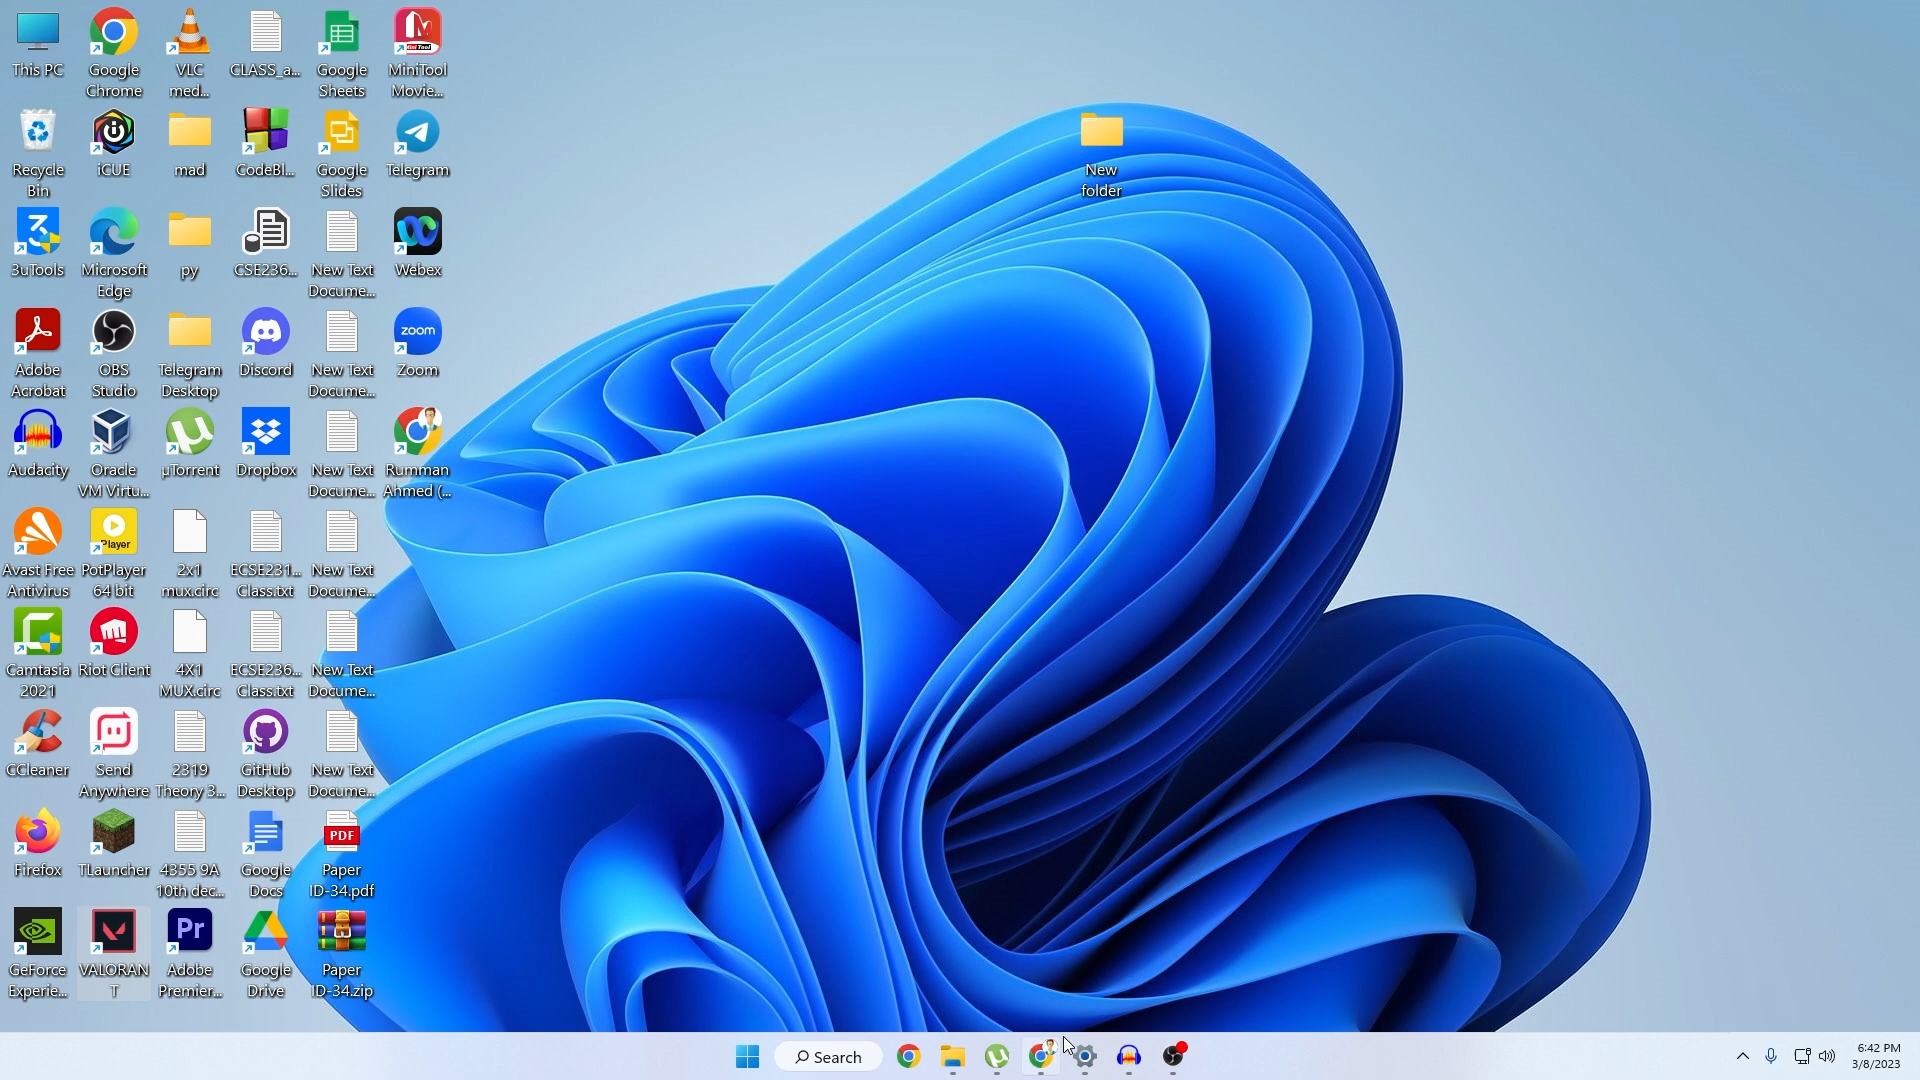 This PC
Google
Chrome
VLC
med...
CLASS_a...
Google
Sheets
Mini Tool
MiniTool
Movie...
Recycle
Bin
iCUE
mad
CodeBl...
Google
Slides
Telegram
New
folder
3uTools
Microsoft
Edge
py
CSE236...
New Text
Docume...
Webex
Adobe
Acrobat
OBS
Studio
Telegram
Desktop
Discord
New Text
Docume...
zoom
Zoom
Audacity
Oracle
VM Virtu...
µTorrent
Dropbox
New Text
Docume...
Rumman
Ahmed (...
Avast Free
Antivirus
Player
PotPlayer
64 bit
2x1
mux.circ
ECSE231...
Class.txt
New Text
Docume...
Camtasia
2021
Riot Client
4X1
MUX.circ
ECSE236...
Class.txt
New Text
Docume...
CCleaner
Send
Anywhere
2319
Theory 3...
GitHub
Desktop
New Text
Docume...
Firefox
TLauncher
4355 9A
10th dec...
Google
Docs
PDF
Paper
ID-34.pdf
GeForce
Experie...
VALORAN
T
Pr
Adobe
Premier...
Google
Drive
Paper
ID-34.zip
Search
6:42 PM
3/8/2023